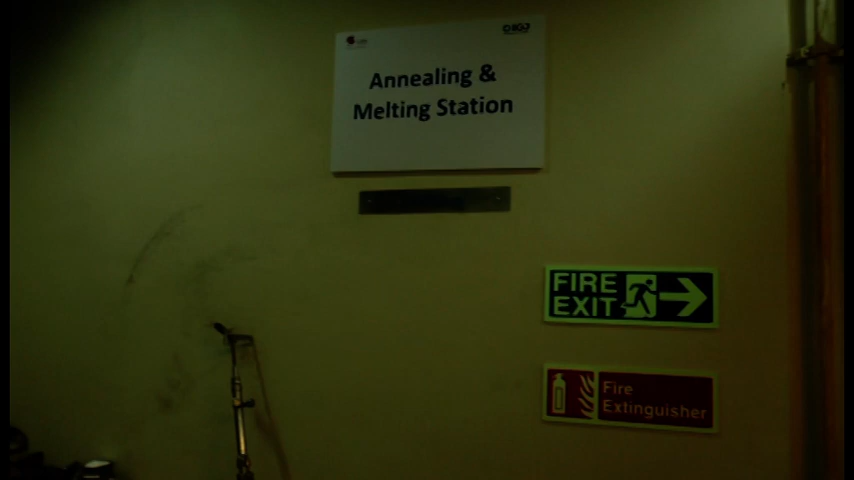 Annealing &
Melting Station
FIRE
EXIT
Fire
Extinguisher